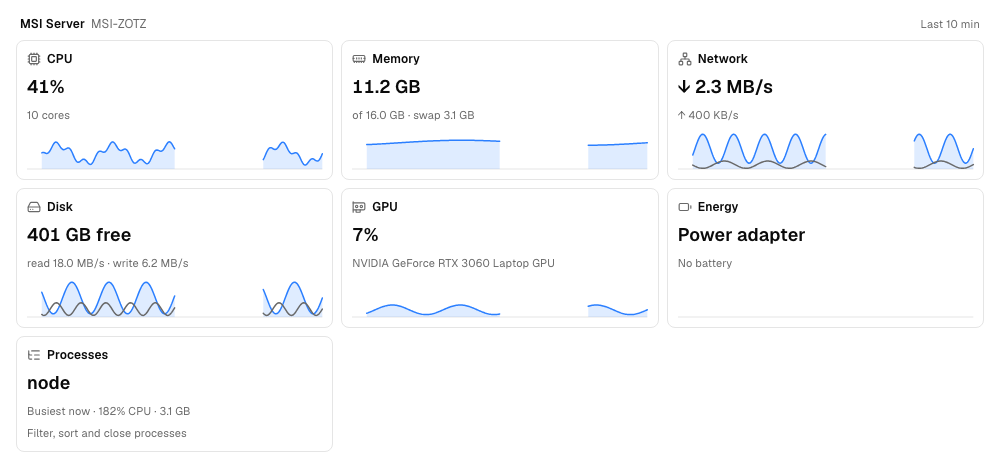 MSI Server MSI-ZOTZ
Last 10 min
CPU
41%
10 cores
Memory
11.2 GB
of 16.0 GB · swap 3.1 GB
Network
↓ 2.3 MB/s
↑ 400 KB/s
Disk
401 GB free
read 18.0 MB/s · write 6.2 MB/s
GPU
7%
NVIDIA GeForce RTX 3060 Laptop GPU
Energy
Power adapter
No battery
Processes
node
Busiest now · 182% CPU · 3.1 GB
Filter, sort and close processes